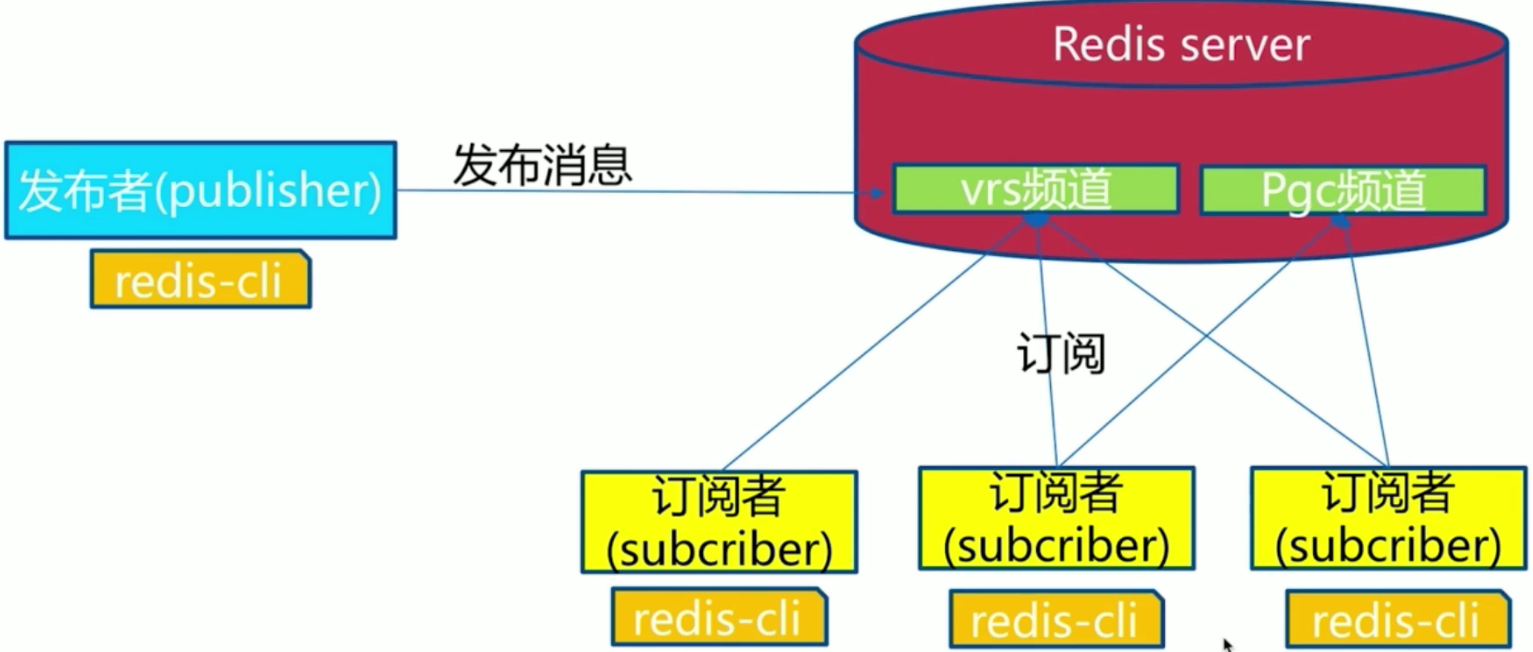 Redis server
发布消息
发布者(publisher)
vrs频道
Pgc频道
redis-cli
订阅
订阅者
(subcriber)
订阅者
(subcriber)
订阅者
(subcriber)
redis-cli
redis-cli
redis-cli